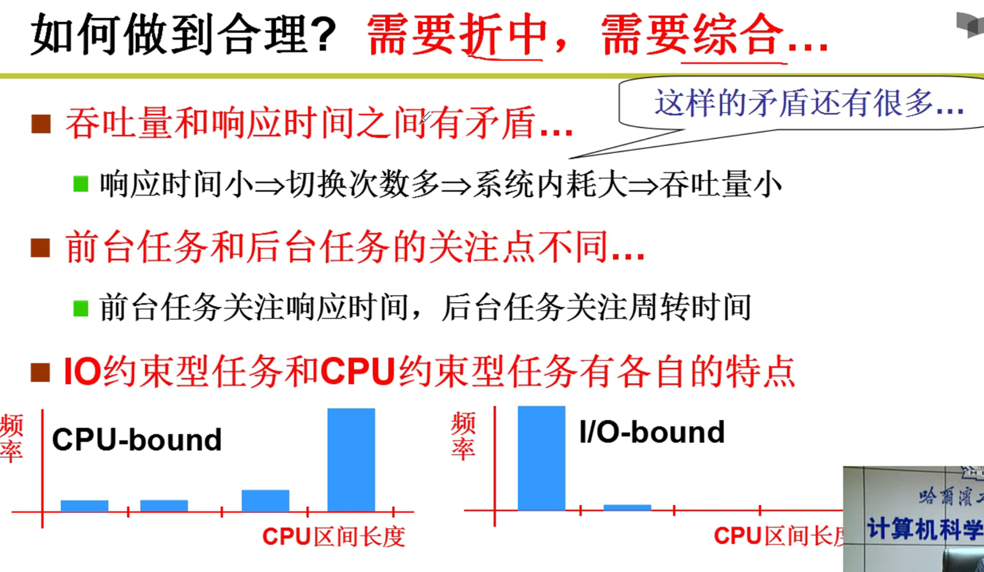 如何做到合理? 需要折中，需要综合…
这样的矛盾还有很多…
吞吐量和响应时间之间有矛盾…
响应时间小⇒切换次数多⇒系统内耗大⇒吞吐量小
前台任务和后台任务的关注点不同…
前台任务关注响应时间，后台任务关注周转时间
IO约束型任务和CPU约束型任务有各自的特点
频率
CPU-bound
CPU区间长度
频率
I/O-bound
CPU区间长度
哈爾濱
计算机科学